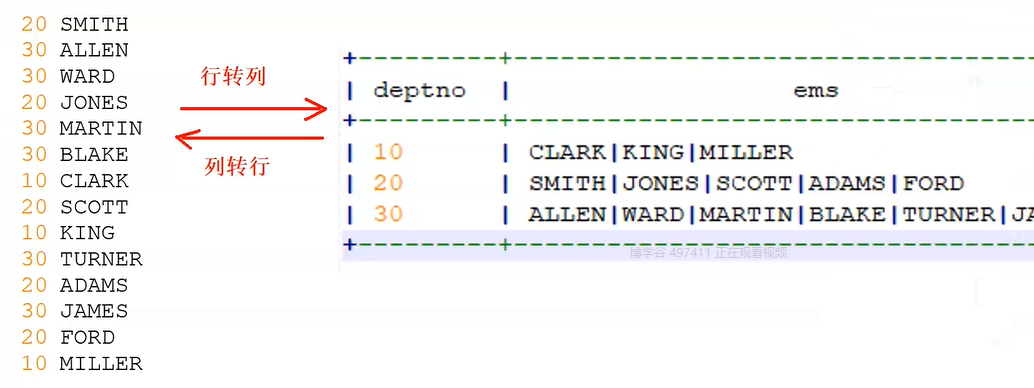 20 SMITH
30 ALLEN
30 WARD
20 JONES
30 MARTIN
30 BLAKE
10 CLARK
20 SCOTT
10 KING
30 TURNER
20 ADAMS
30 JAMES
20 FORD
10 MILLER
行转列
列转行
+---------+----------------------------------
| deptno | ems
+---------+----------------------------------
| 10 | CLARK|KING|MILLER
| 20 | SMITH|JONES|SCOTT|ADAMS|FORD
| 30 | ALLEN|WARD|MARTIN|BLAKE|TURNER|JA
+---------+----------------------------------
博学谷 497411 正在观看视频